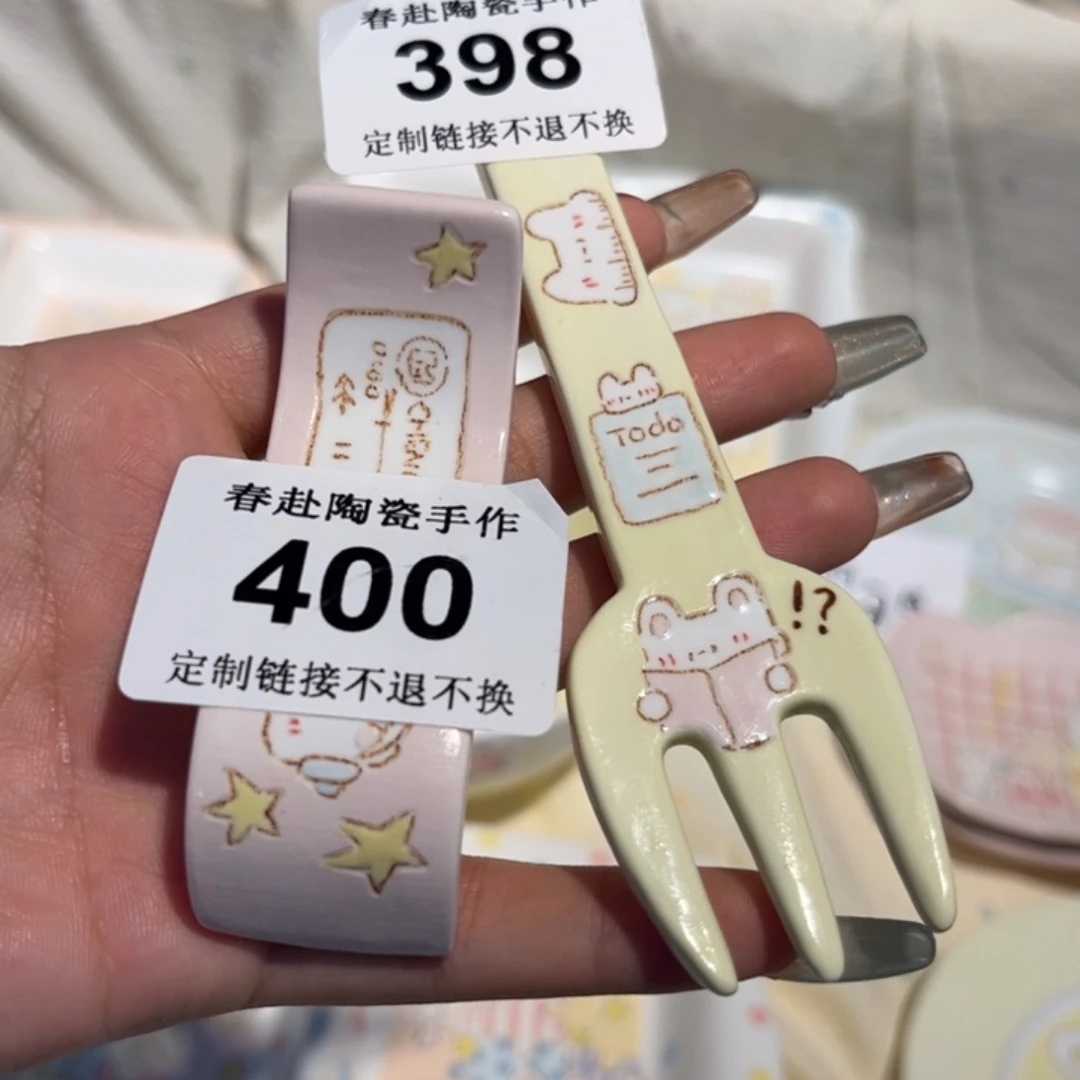 春赴陶瓷手作
398
定制链接不退不换
Todo
!?
春赴陶瓷手作
400
定制链接不退不换